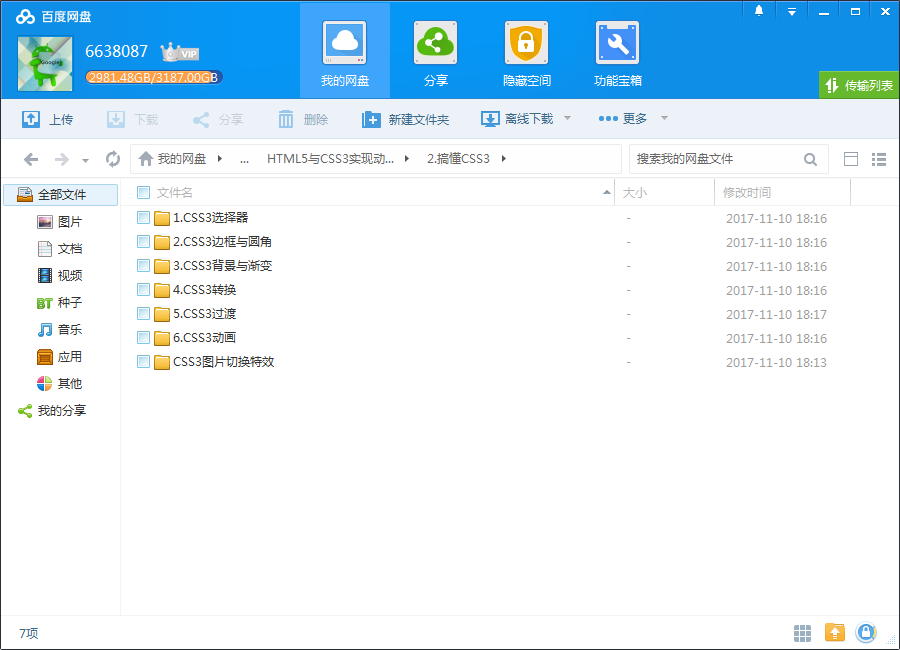 百度网盘
6638087 VIP
2981.48GB/3187.00GB
Google
我的网盘 分享 隐藏空间 功能宝箱
传输列表
上传 下载 分享 删除 新建文件夹 离线下载 更多
我的网盘 ... HTML5与CSS3实现动... 2.搞懂CSS3
搜索我的网盘文件
全部文件
图片
文档
视频
BT 种子
音乐
应用
其他
我的分享
文件名 大小 修改时间
1.CSS3选择器 - 2017-11-10 18:16
2.CSS3边框与圆角 - 2017-11-10 18:16
3.CSS3背景与渐变 - 2017-11-10 18:16
4.CSS3转换 - 2017-11-10 18:16
5.CSS3过渡 - 2017-11-10 18:17
6.CSS3动画 - 2017-11-10 18:16
CSS3图片切换特效 - 2017-11-10 18:13
7项